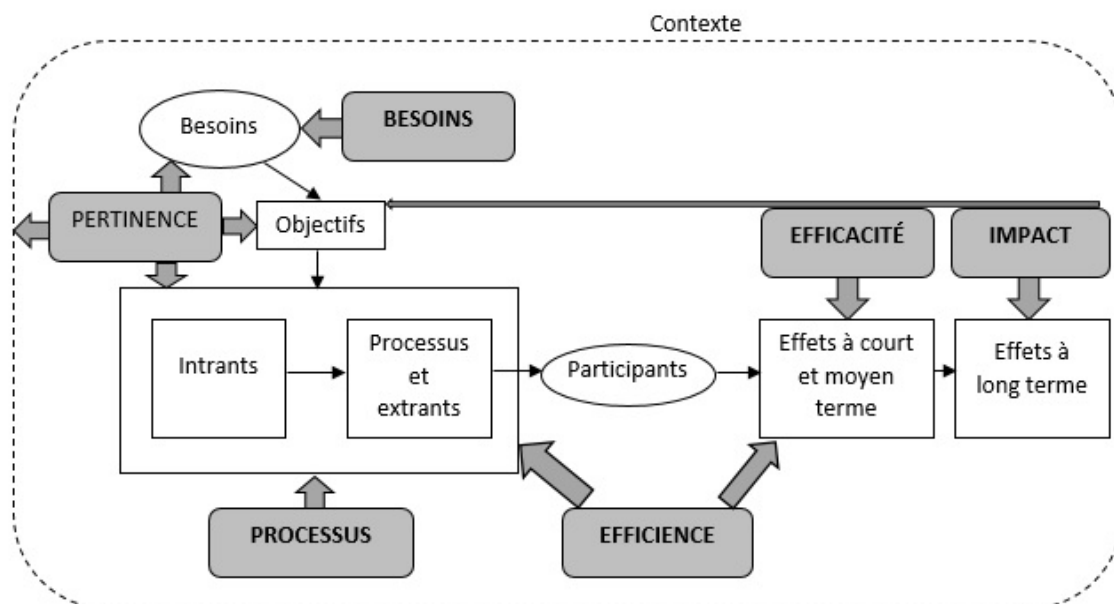 Contexte
Besoins
BESOINS
PERTINENCE
Objectifs
EFFICACITÉ
IMPACT
Intrants
Processus
et
extrants
Participants
Effets à court
et moyen
terme
Effets à
long terme
PROCESSUS
EFFICIENCE